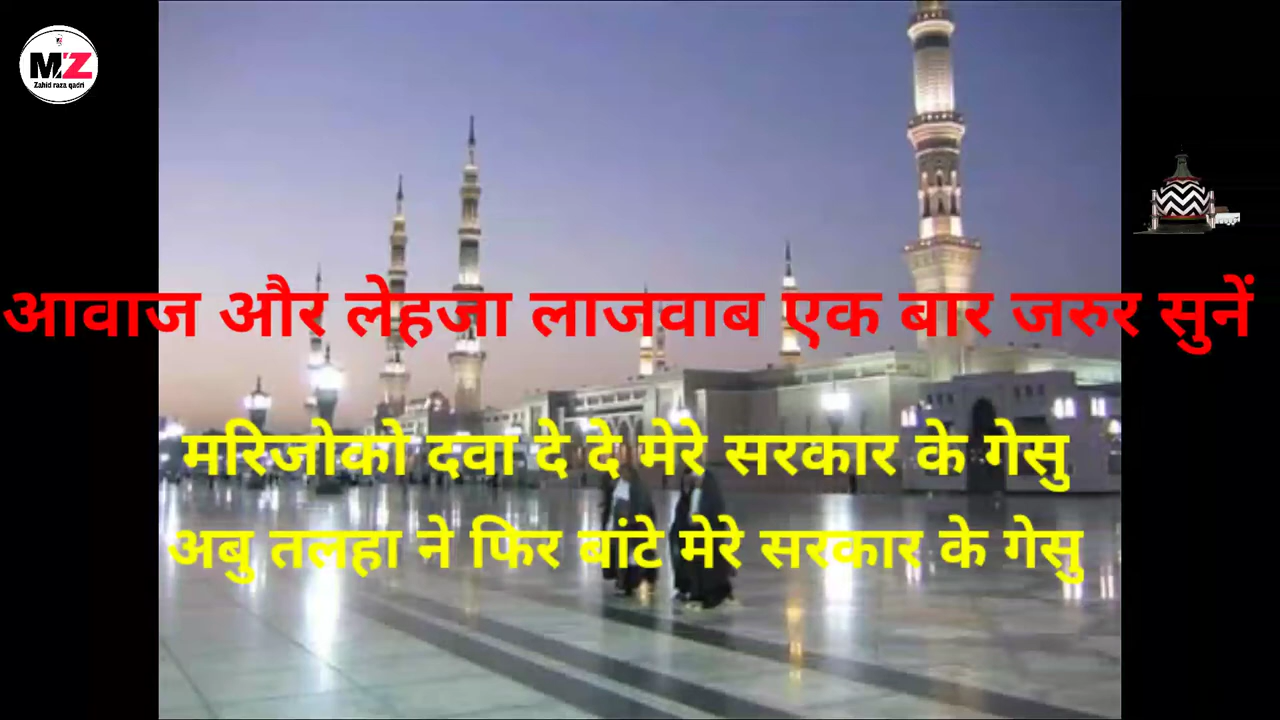 MZ
Zahid raza qadri
आवाज और लेहजा लाजवाब एक बार जरुर सुनें
मरिजोको दवा दे दे मेरे सरकार के गेसु
अबु तलहा ने फिर बांटे मेरे सरकार के गेसु